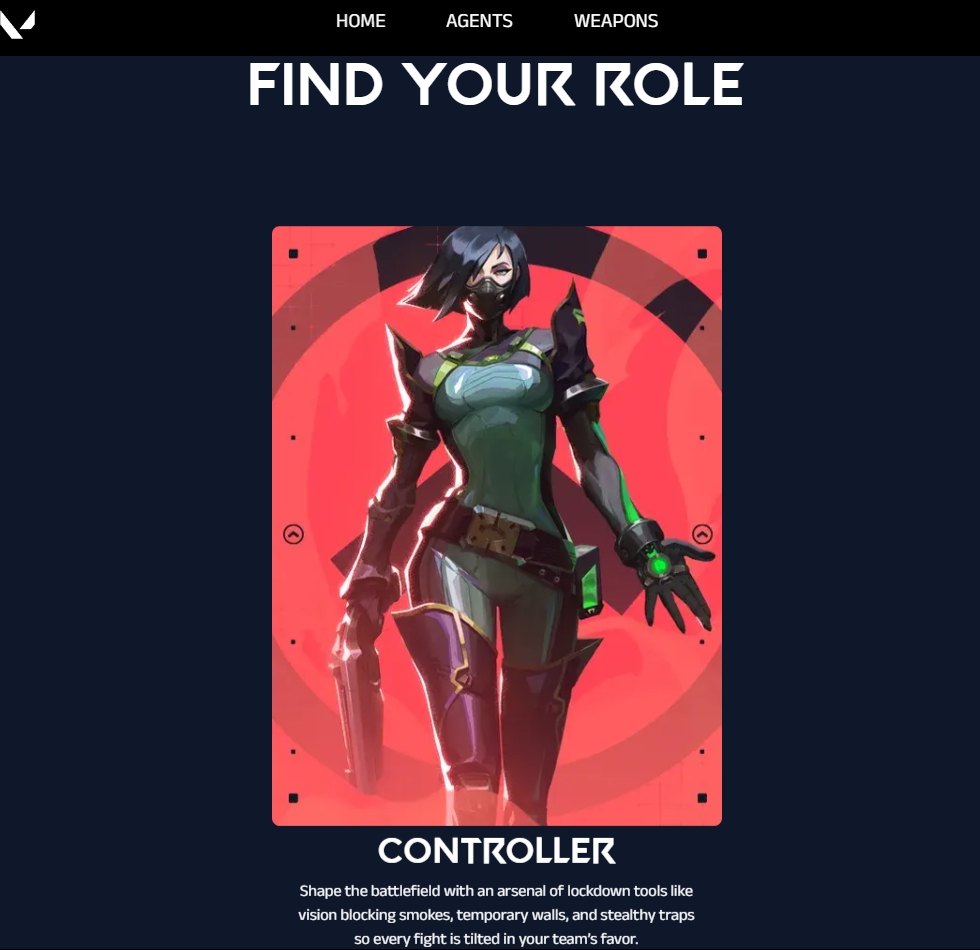 HOME AGENTS WEAPONS
FIND YOUR ROLE
CONTROLLER
Shape the battlefield with an arsenal of lockdown tools like
vision blocking smokes, temporary walls, and stealthy traps
so every fight is tilted in your team’s favor.